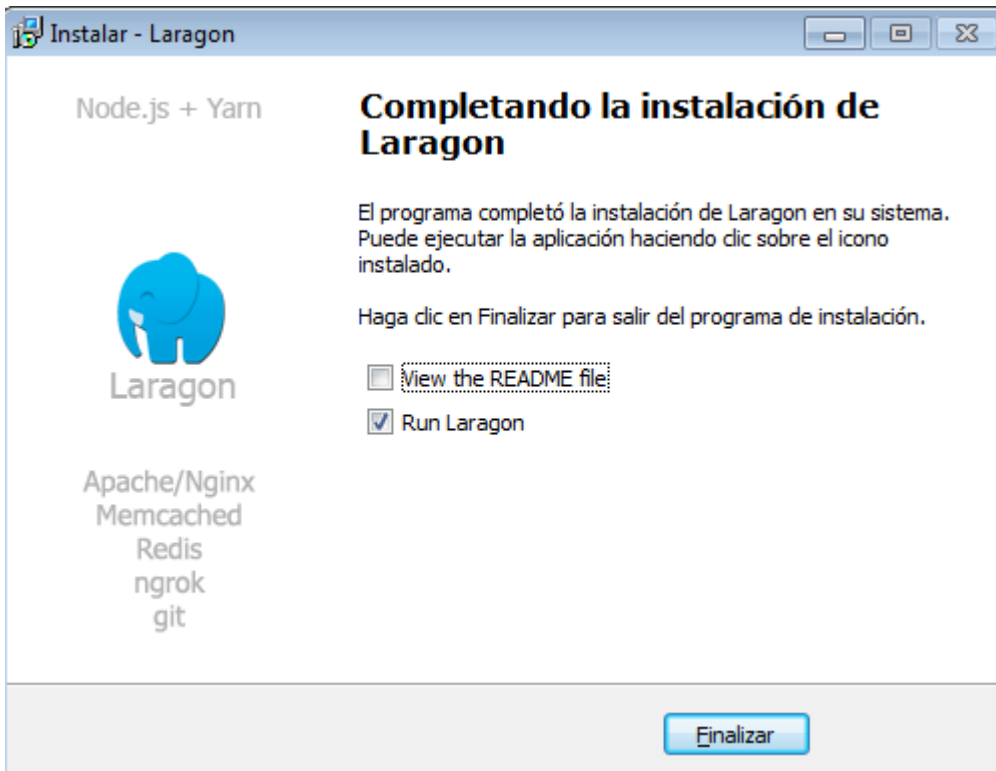 Instalar - Laragon
Node.js + Yarn
Laragon
Apache/Nginx
Memcached
Redis
ngrok
git
Completando la instalación de
Laragon
El programa completó la instalación de Laragon en su sistema.
Puede ejecutar la aplicación haciendo clic sobre el icono
instalado.
Haga clic en Finalizar para salir del programa de instalación.
View the README file
Run Laragon
Finalizar